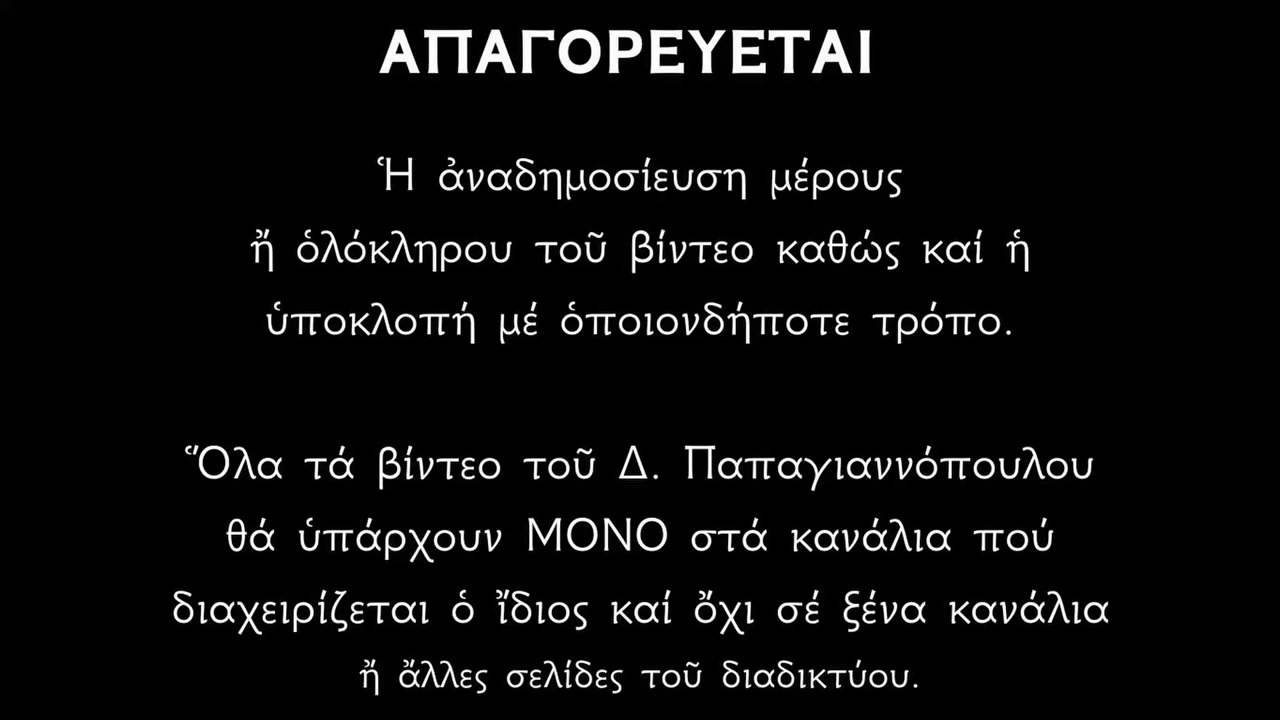 ΑΠΑΓΟΡΕΥΕΤΑΙ
Ἡ ἀναδημοσίευση μέρους
ἤ ὁλόκληρου τοῦ βίντεο καθώς καί ἡ
ὑποκλοπή μέ ὁποιονδήποτε τρόπο.
Ὅλα τά βίντεο τοῦ Δ. Παπαγιαννόπουλου
θά ὑπάρχουν ΜΟΝΟ στά κανάλια πού
διαχειρίζεται ὁ ἴδιος καί ὄχι σέ ξένα κανάλια
ἤ ἄλλες σελίδες τοῦ διαδικτύου.